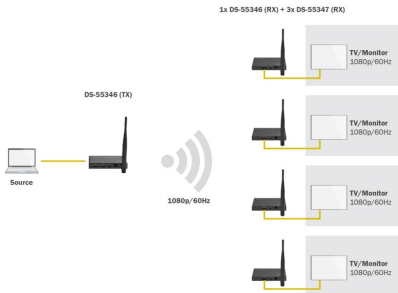 1x DS-55346 (RX) + 3x DS-55347 (RX)
TV/Monitor
1080p/60Hz
DS-55346 (TX)
TV/Monitor
1080p/60Hz
Source
1080p/60Hz
TV/Monitor
1080p/60Hz
TV/Monitor
1080p/60Hz